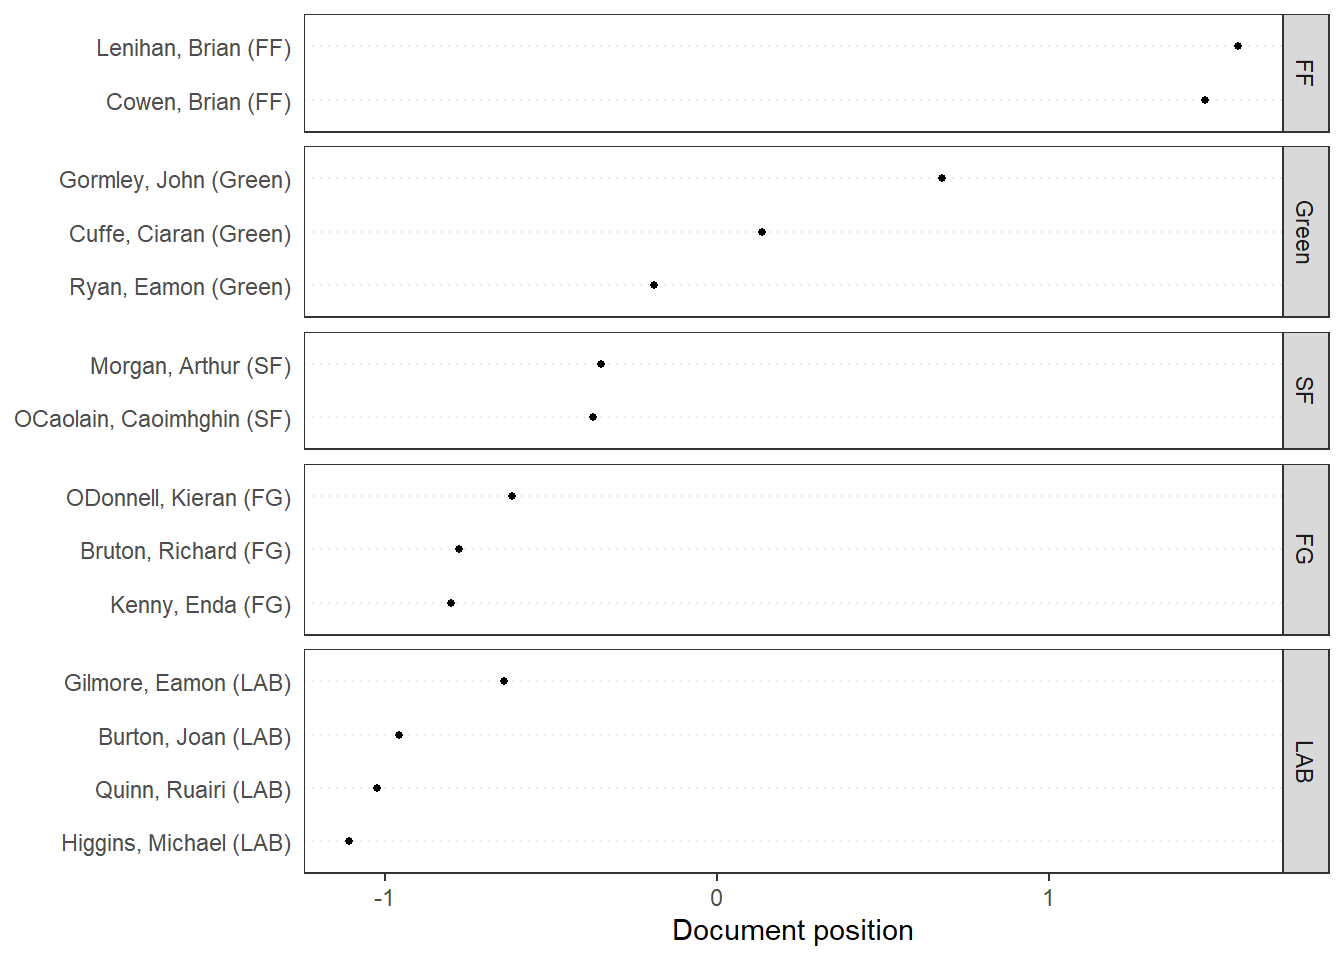 Lenihan, Brian (FF)
Cowen, Brian (FF)
FF
Gormley, John (Green)
Cuffe, Ciaran (Green)
Ryan, Eamon (Green)
Green
Morgan, Arthur (SF)
OCaolain, Caoimhghin (SF)
SF
ODonnell, Kieran (FG)
Bruton, Richard (FG)
Kenny, Enda (FG)
FG
Gilmore, Eamon (LAB)
Burton, Joan (LAB)
Quinn, Ruairi (LAB)
Higgins, Michael (LAB)
LAB
-1 0 1
Document position